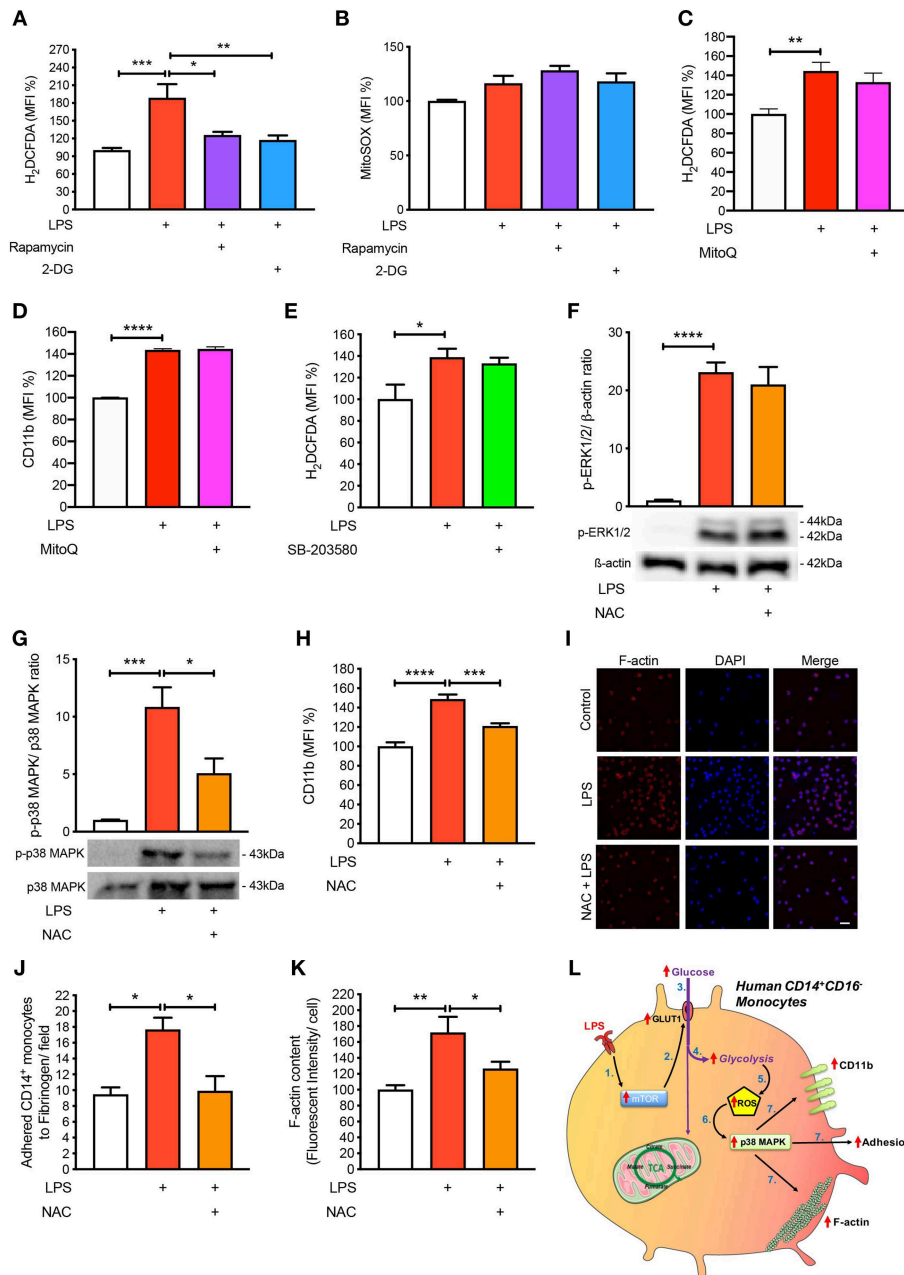 A
***
**
*
H₂DCFDA (MFI %)
270
240
210
180
150
120
90
60
30
0
LPS + + +
Rapamycin +
2-DG +
B
MitoSOX (MFI %)
150
100
50
0
LPS + + +
Rapamycin +
2-DG +
C
**
H₂DCFDA (MFI %)
160
140
120
100
80
60
40
20
0
LPS + +
MitoQ +
D
****
CD11b (MFI %)
160
140
120
100
80
60
40
20
0
LPS + +
MitoQ +
E
*
H₂DCFDA (MFI %)
180
160
140
120
100
80
60
40
20
0
LPS + +
SB-203580 +
F
****
p-ERK1/2/ β-actin ratio
30
20
10
0
p-ERK1/2
- 44kDa
- 42kDa
ß-actin - 42kDa
LPS + +
NAC +
G
*** *
p-p38 MAPK/ p38 MAPK ratio
15
10
5
0
p-p38 MAPK - 43kDa
p38 MAPK - 43kDa
LPS + +
NAC +
H
**** ***
CD11b (MFI %)
180
160
140
120
100
80
60
40
20
0
LPS + +
NAC +
I
F-actin DAPI Merge
Control
LPS
NAC + LPS
J
* *
Adhered CD14⁺ monocytes
to Fibrinogen/ field
22
20
18
16
14
12
10
8
6
4
2
0
LPS + +
NAC +
K
** *
F-actin content
(Fluorescent Intensity/ cell)
200
180
160
140
120
100
80
60
40
20
0
LPS + +
NAC +
L
Glucose
Human CD14⁺CD16⁻
Monocytes
3.
GLUT1
LPS
1.
2.
4.
Glycolysis
mTOR
5.
ROS
6.
p38 MAPK
7.
CD11b
7.
Adhesio
7.
F-actin
Citrate
Malate
Succinate
TCA
Fumarate